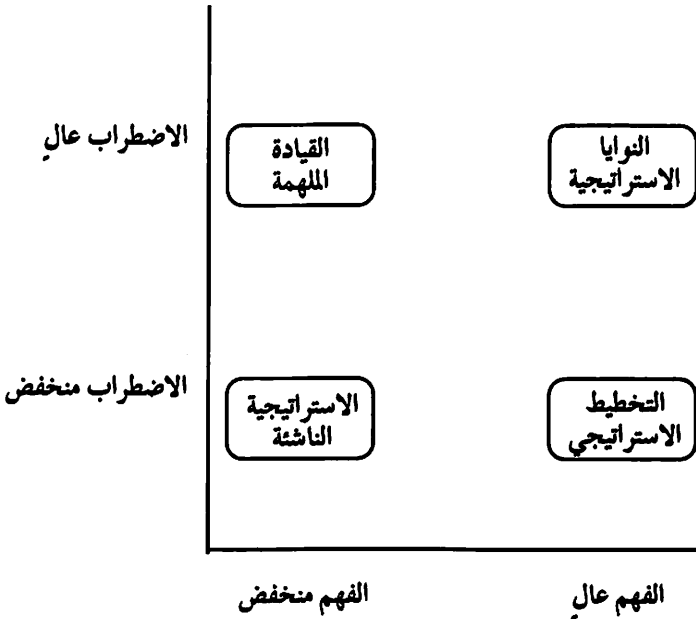 الاضطراب عالٍ
القيادة
الملهمة
النوايا
الاستراتيجية
الاضطراب منخفض
الاستراتيجية
الناشئة
التخطيط
الاستراتيجي
الفهم منخفض
الفهم عالٍ